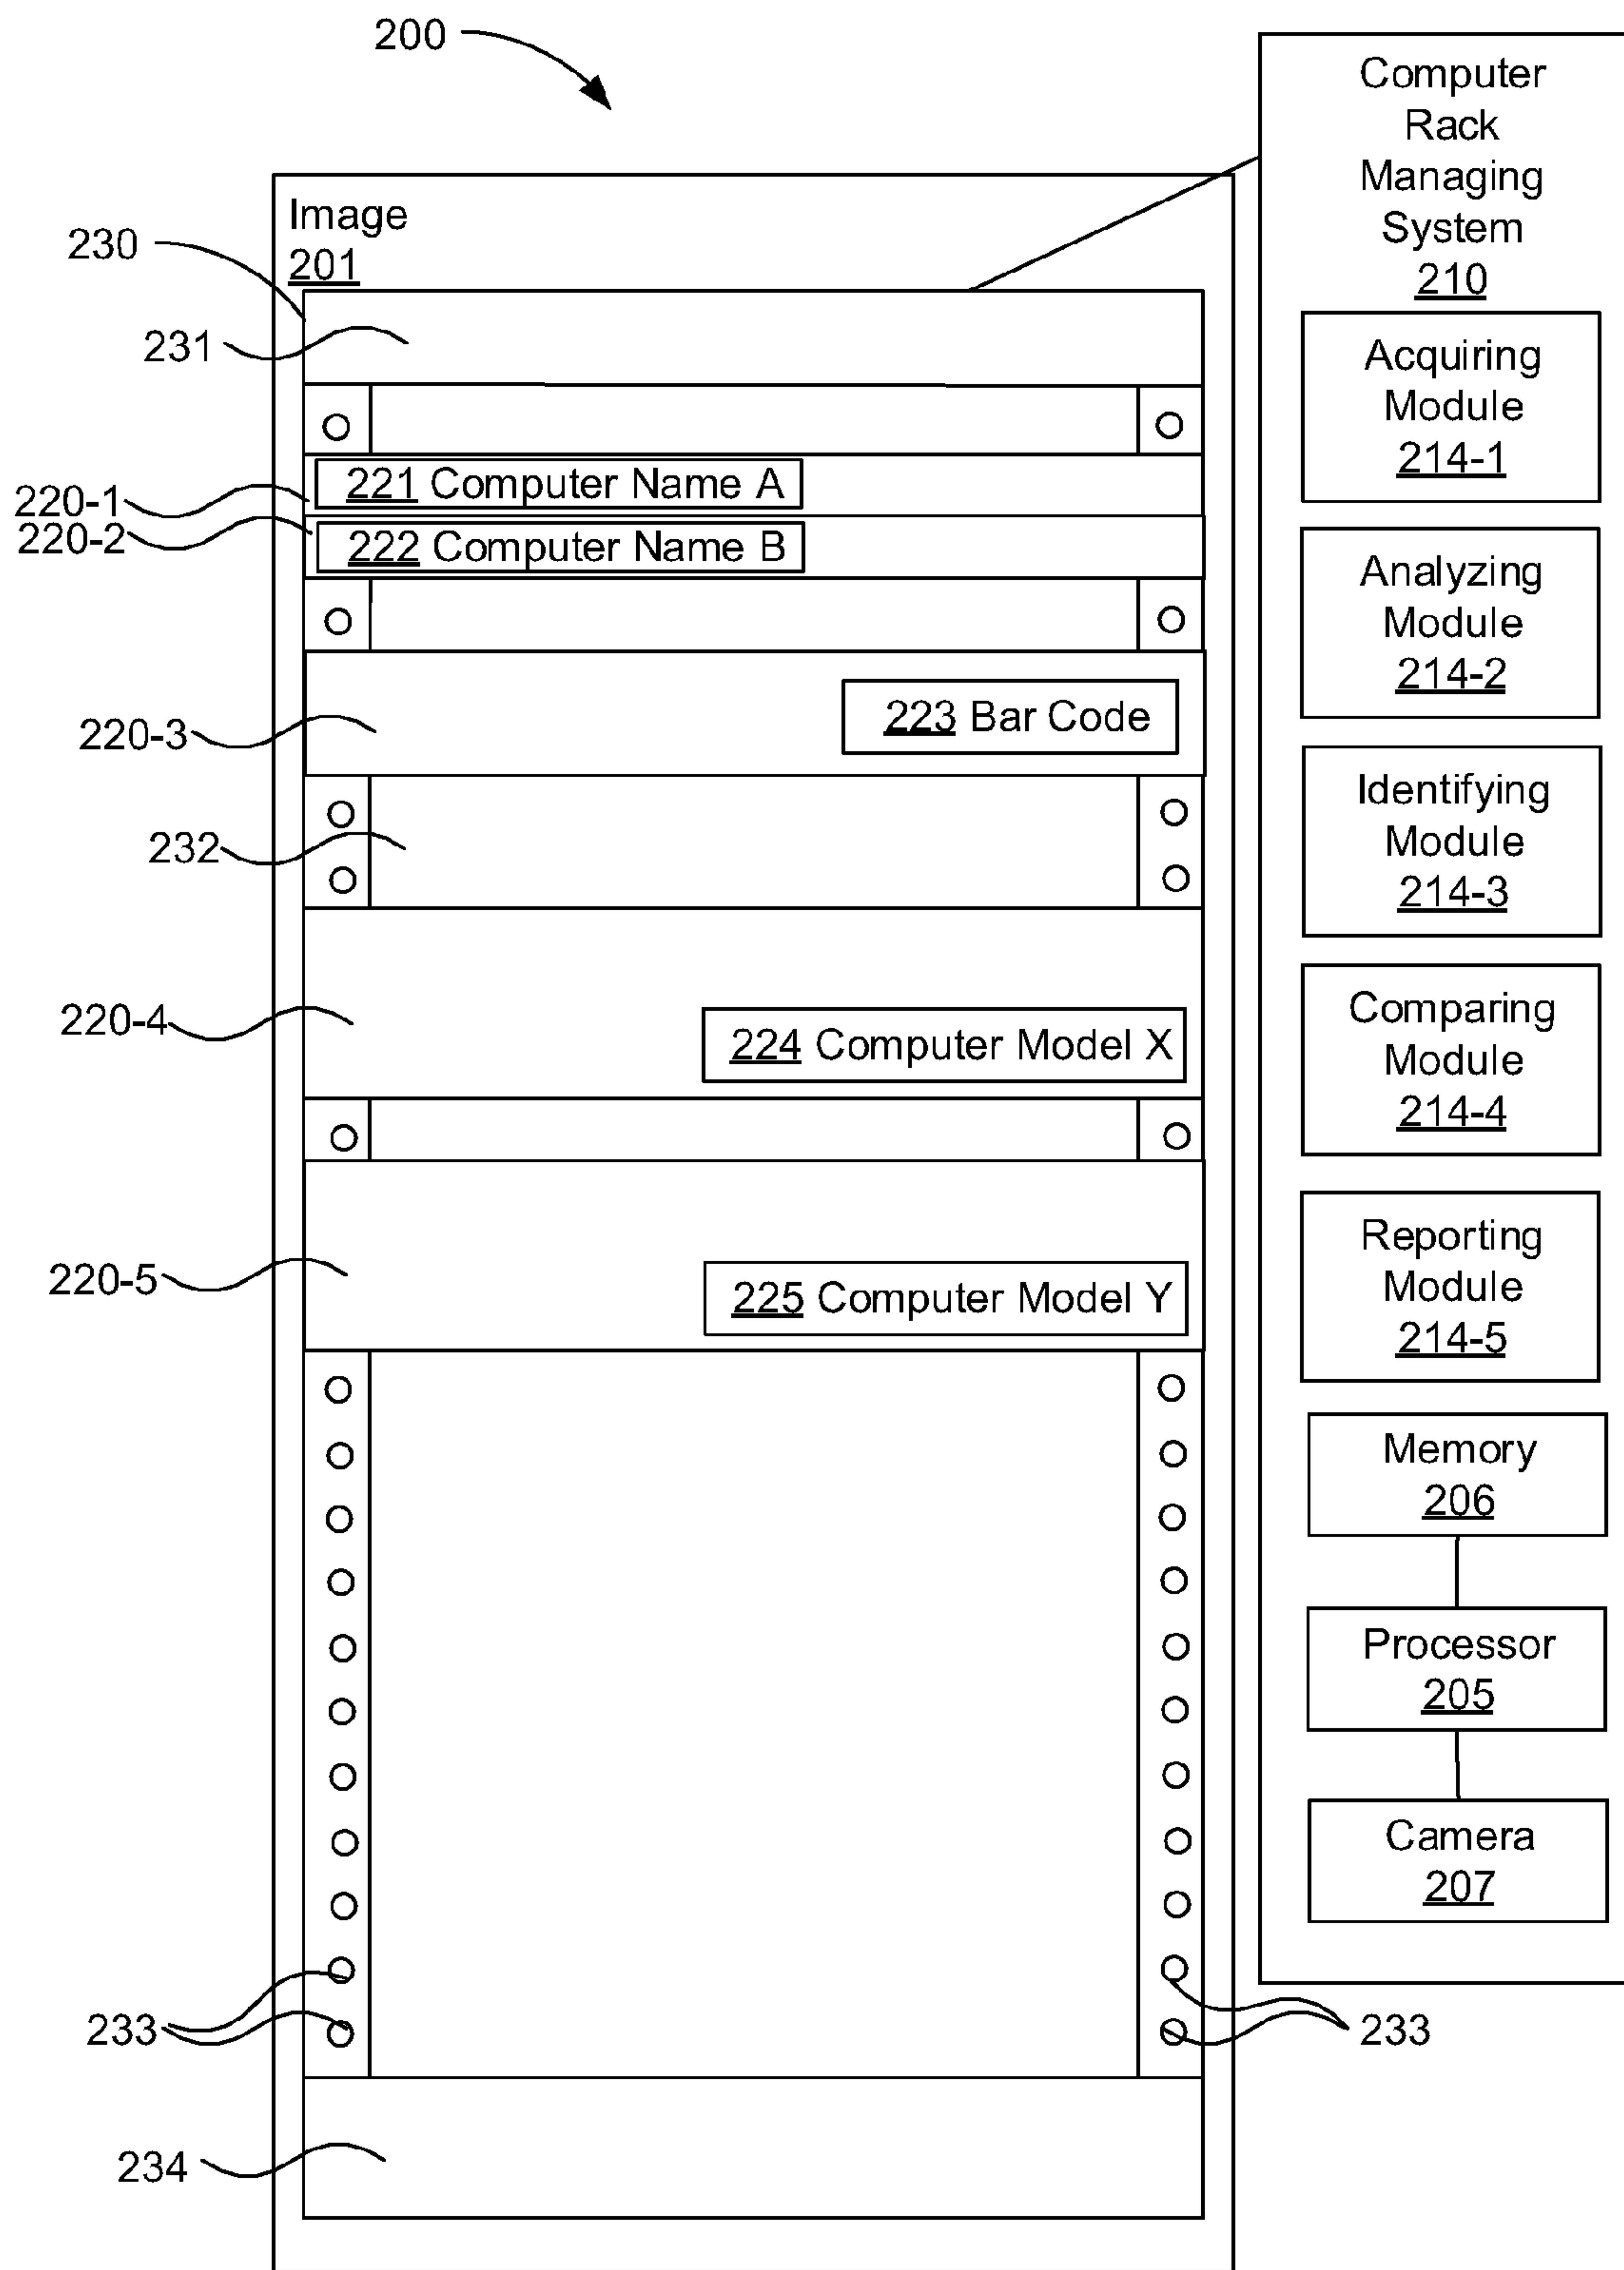 200
Image
201
230
231
221 Computer Name A
220-1
222 Computer Name B
220-2
223 Bar Code
220-3
232
220-4
224 Computer Model X
220-5
225 Computer Model Y
233
233
234
Computer
Rack
Managing
System
210
Acquiring
Module
214-1
Analyzing
Module
214-2
Identifying
Module
214-3
Comparing
Module
214-4
Reporting
Module
214-5
Memory
206
Processor
205
Camera
207